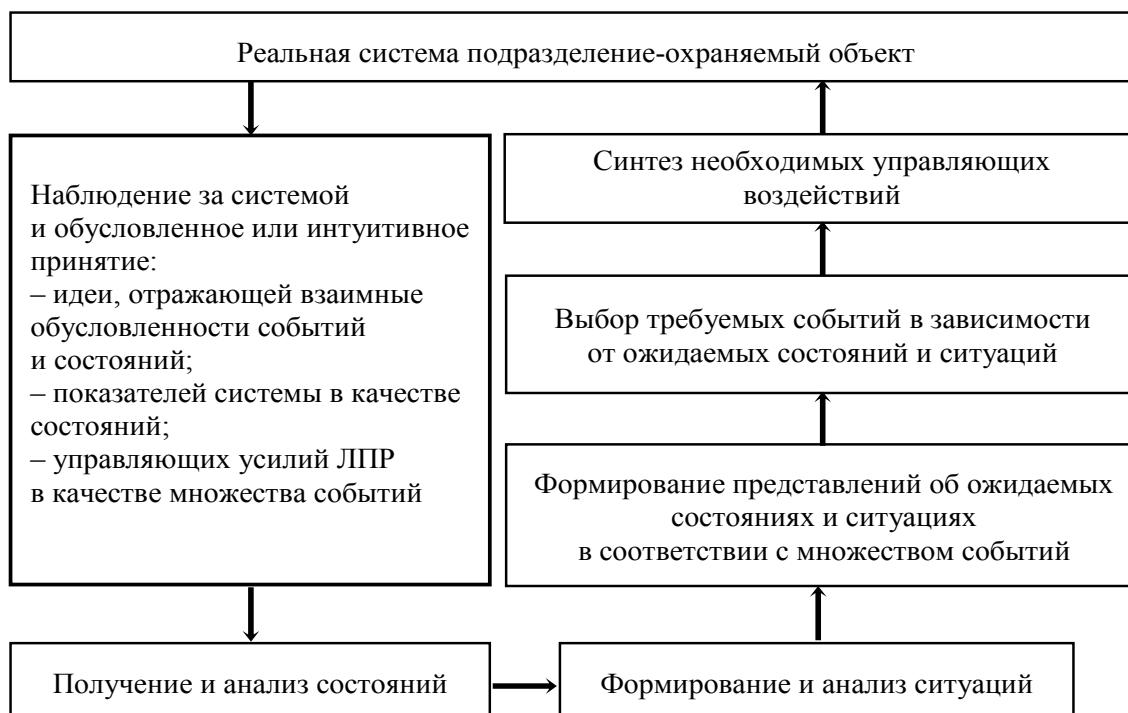 Реальная система подразделение-охраняемый объект
Наблюдение за системой
и обусловленное или интуитивное
принятие:
– идеи, отражающей взаимные
обусловленности событий
и состояний;
– показателей системы в качестве
состояний;
– управляющих усилий ЛПР
в качестве множества событий
Получение и анализ состояний
Формирование и анализ ситуаций
Формирование представлений об ожидаемых
состояниях и ситуациях
в соответствии с множеством событий
Выбор требуемых событий в зависимости
от ожидаемых состояний и ситуаций
Синтез необходимых управляющих
воздействий